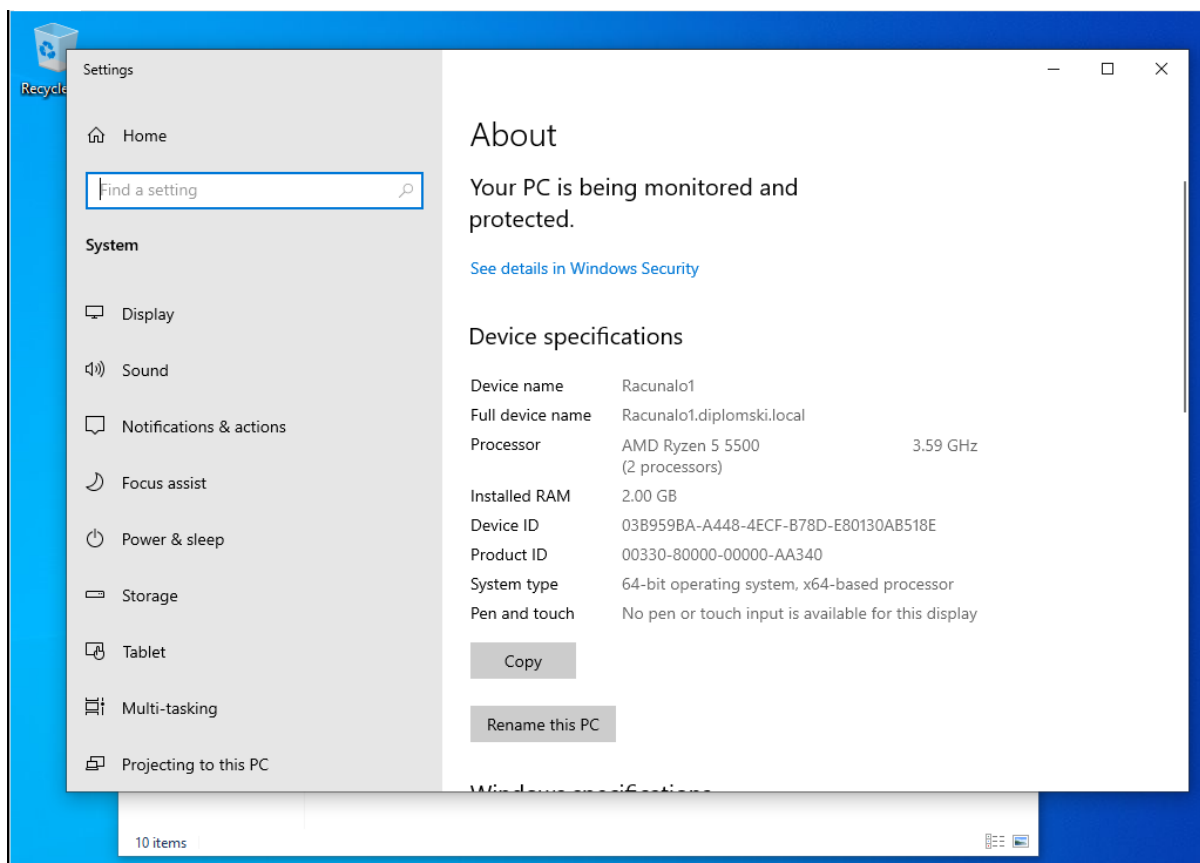 Recycle
Settings
Home
Find a setting
System
Display
Sound
Notifications & actions
Focus assist
Power & sleep
Storage
Tablet
Multi-tasking
Projecting to this PC
About
Your PC is being monitored and
protected.
See details in Windows Security
Device specifications
Device name Racunalo1
Full device name Racunalo1.diplomski.local
Processor AMD Ryzen 5 5500 3.59 GHz
(2 processors)
Installed RAM 2.00 GB
Device ID 03B959BA-A448-4ECF-B78D-E80130AB518E
Product ID 00330-80000-00000-AA340
System type 64-bit operating system, x64-based processor
Pen and touch No pen or touch input is available for this display
Copy
Rename this PC
Windows specifications
10 items